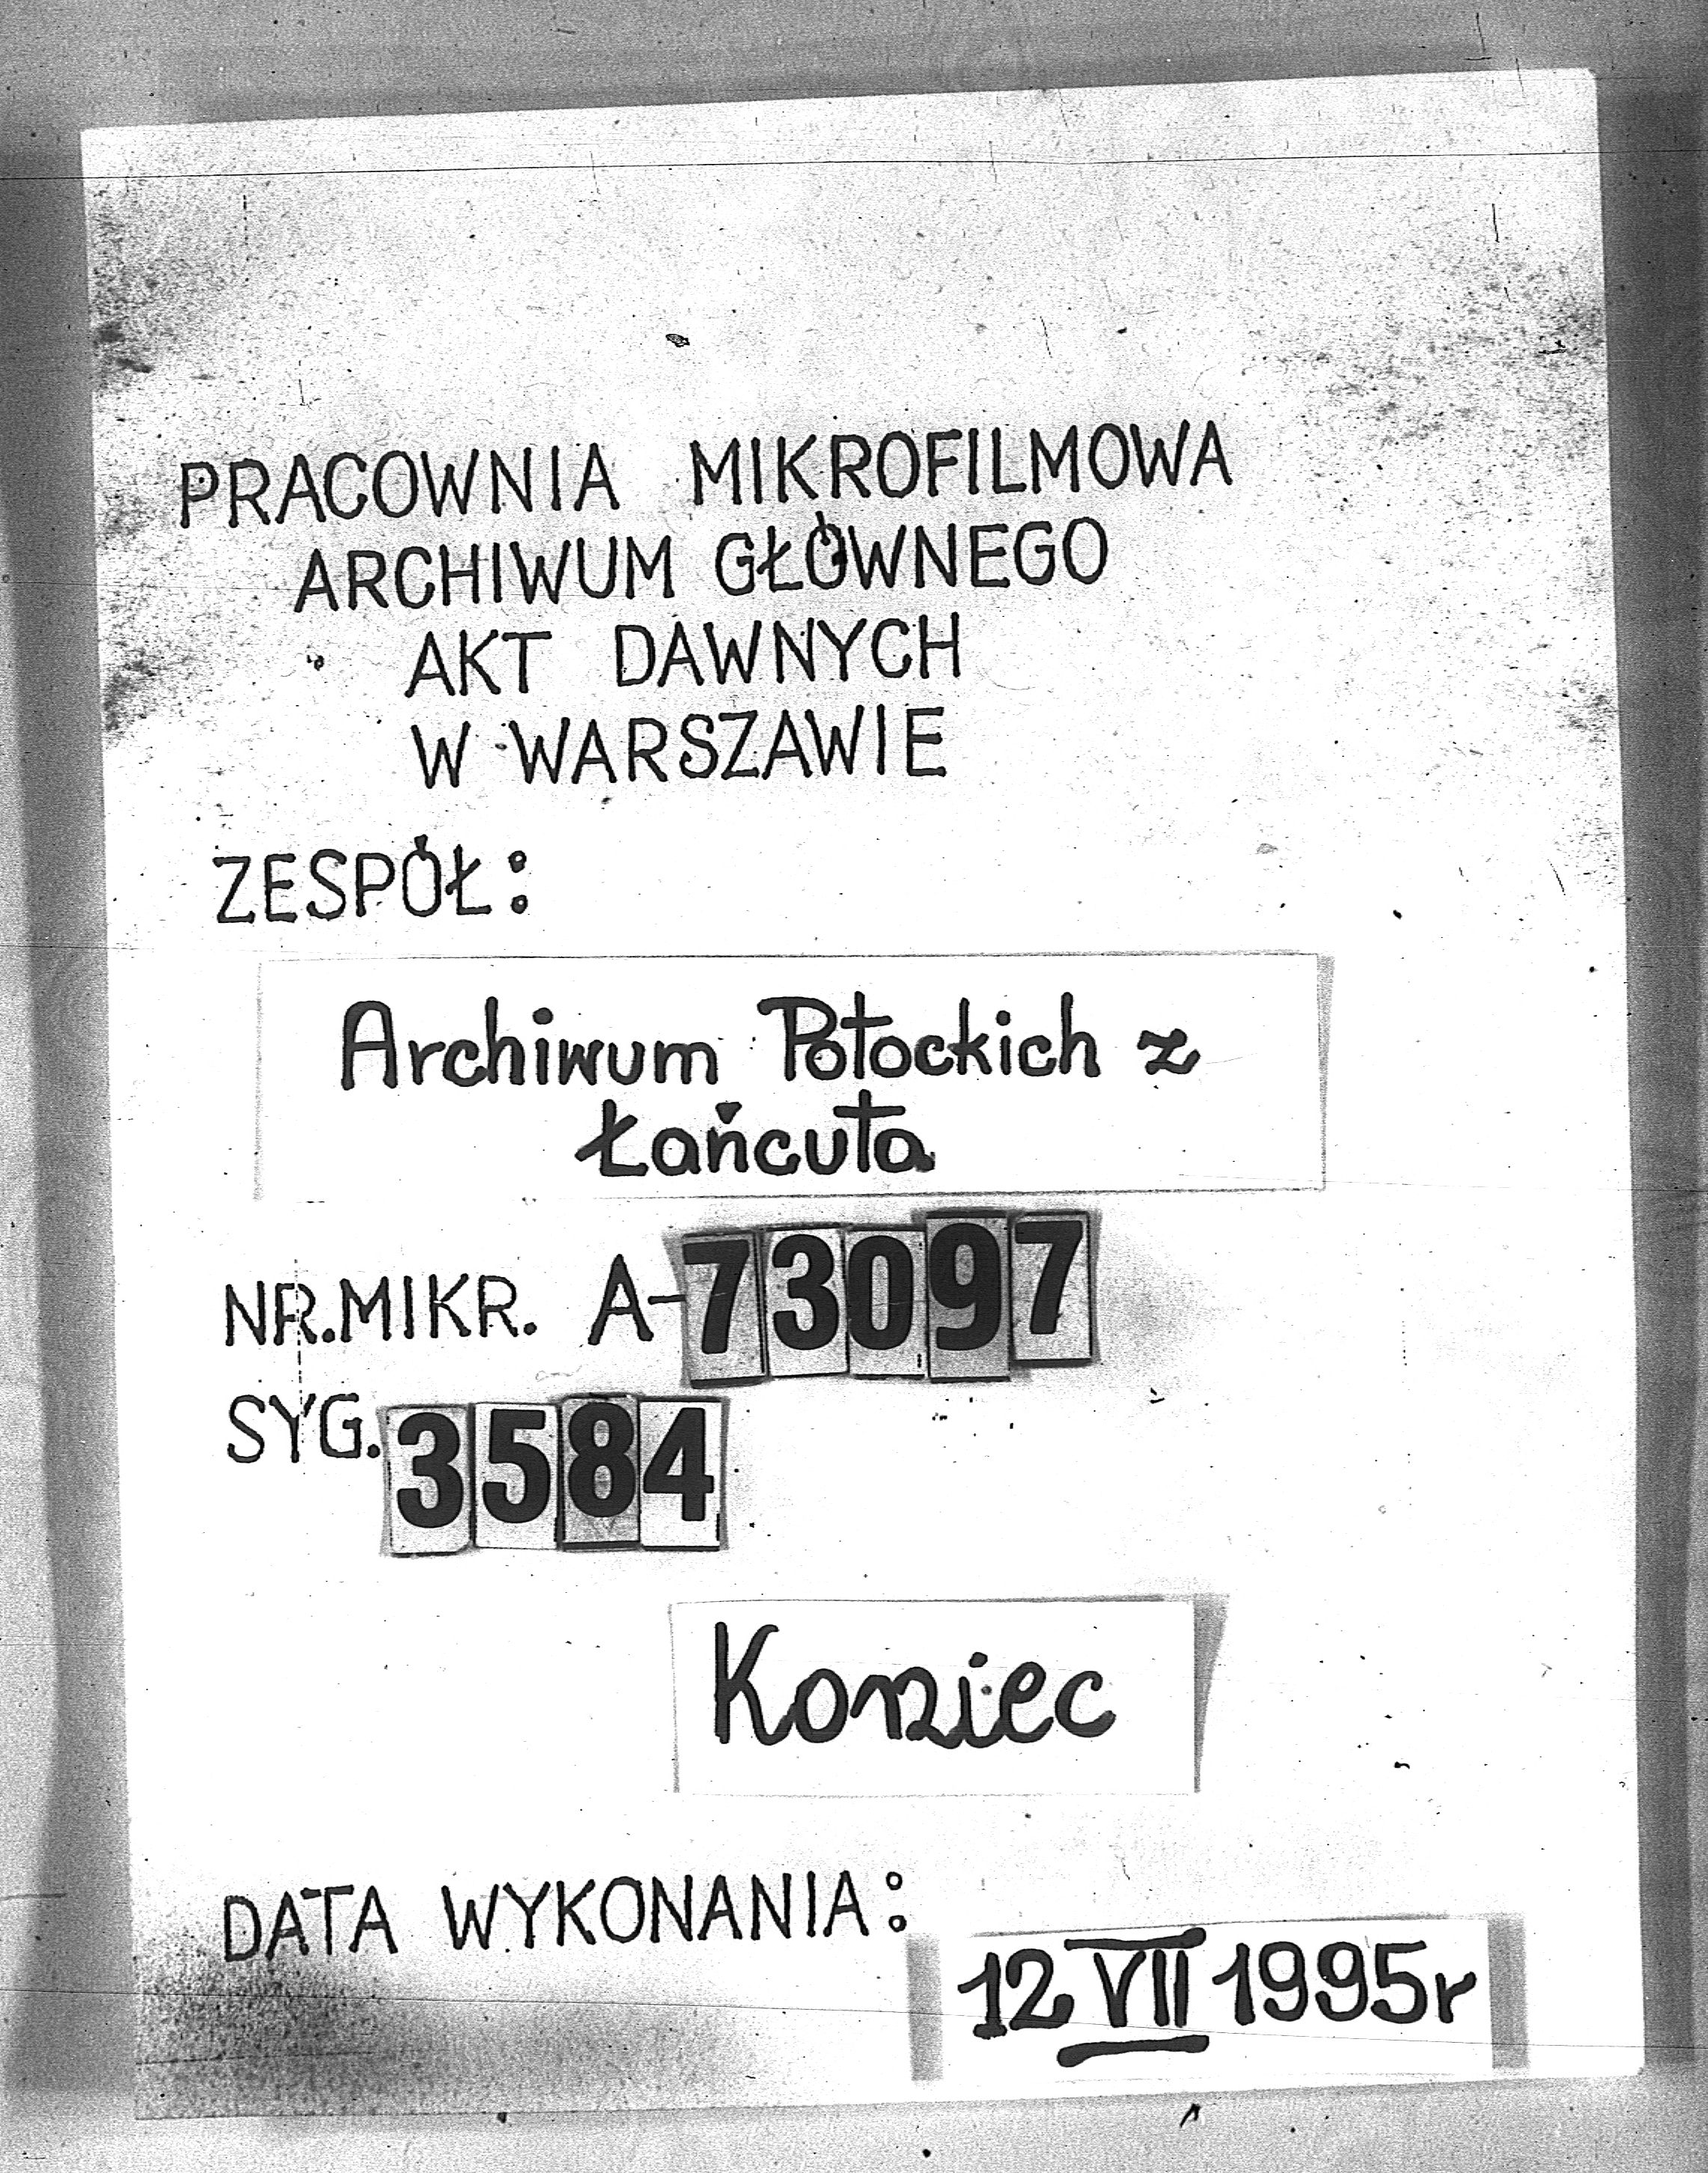 PRACOWNIA MIKROFILMOWA
ARCHIWUM GŁÓWNEGO
AKT DAWNYCH
W WARSZAWIE
ZESPÓŁ:
Archiwum Potockich z
Łańcuta
NR.MIKR. A-73097
SYG. 3584
Koniec
DATA WYKONANIA:
12 VII 1995r